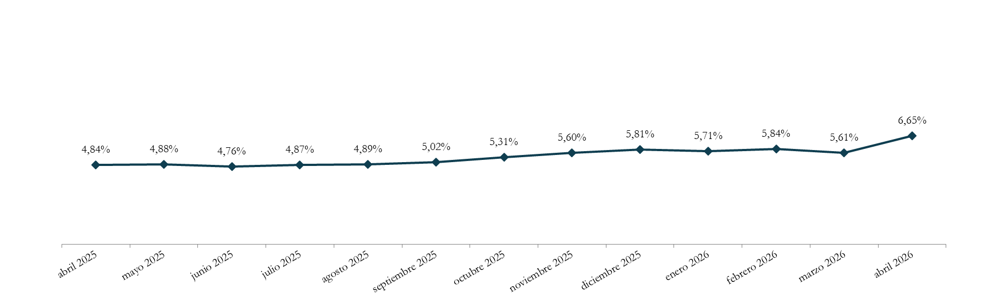 4,84%
4,88%
4,76%
4,87%
4,89%
5,02%
5,31%
5,60%
5,81%
5,71%
5,84%
5,61%
6,65%
abril 2025
mayo 2025
junio 2025
julio 2025
agosto 2025
septiembre 2025
octubre 2025
noviembre 2025
diciembre 2025
enero 2026
febrero 2026
marzo 2026
abril 2026